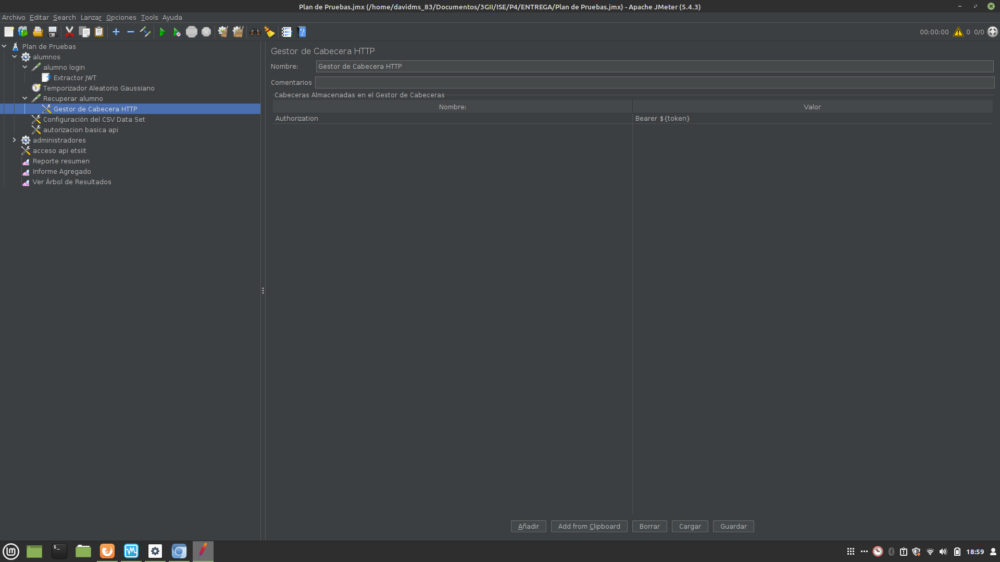 Plan de Pruebas.jmx (/home/davidms_83/Documentos/3GII/ISE/P4/ENTREGA/Plan de Pruebas.jmx) - Apache JMeter (5.4.3)
Archivo Editar Search Lanzar Opciones Tools Ayuda
00:00:00 0 0/0
Plan de Pruebas
alumnos
alumno login
Extractor JWT
Temporizador Aleatorio Gaussiano
Recuperar alumno
Gestor de Cabecera HTTP
Configuración del CSV Data Set
autorizacion basica api
administradores
acceso api etsiit
Reporte resumen
Informe Agregado
Ver Árbol de Resultados
Gestor de Cabecera HTTP
Nombre: Gestor de Cabecera HTTP
Comentarios
Cabeceras Almacenadas en el Gestor de Cabeceras
Nombre: Valor
Authorization Bearer ${token}
Añadir Add from Clipboard Borrar Cargar Guardar
18:59